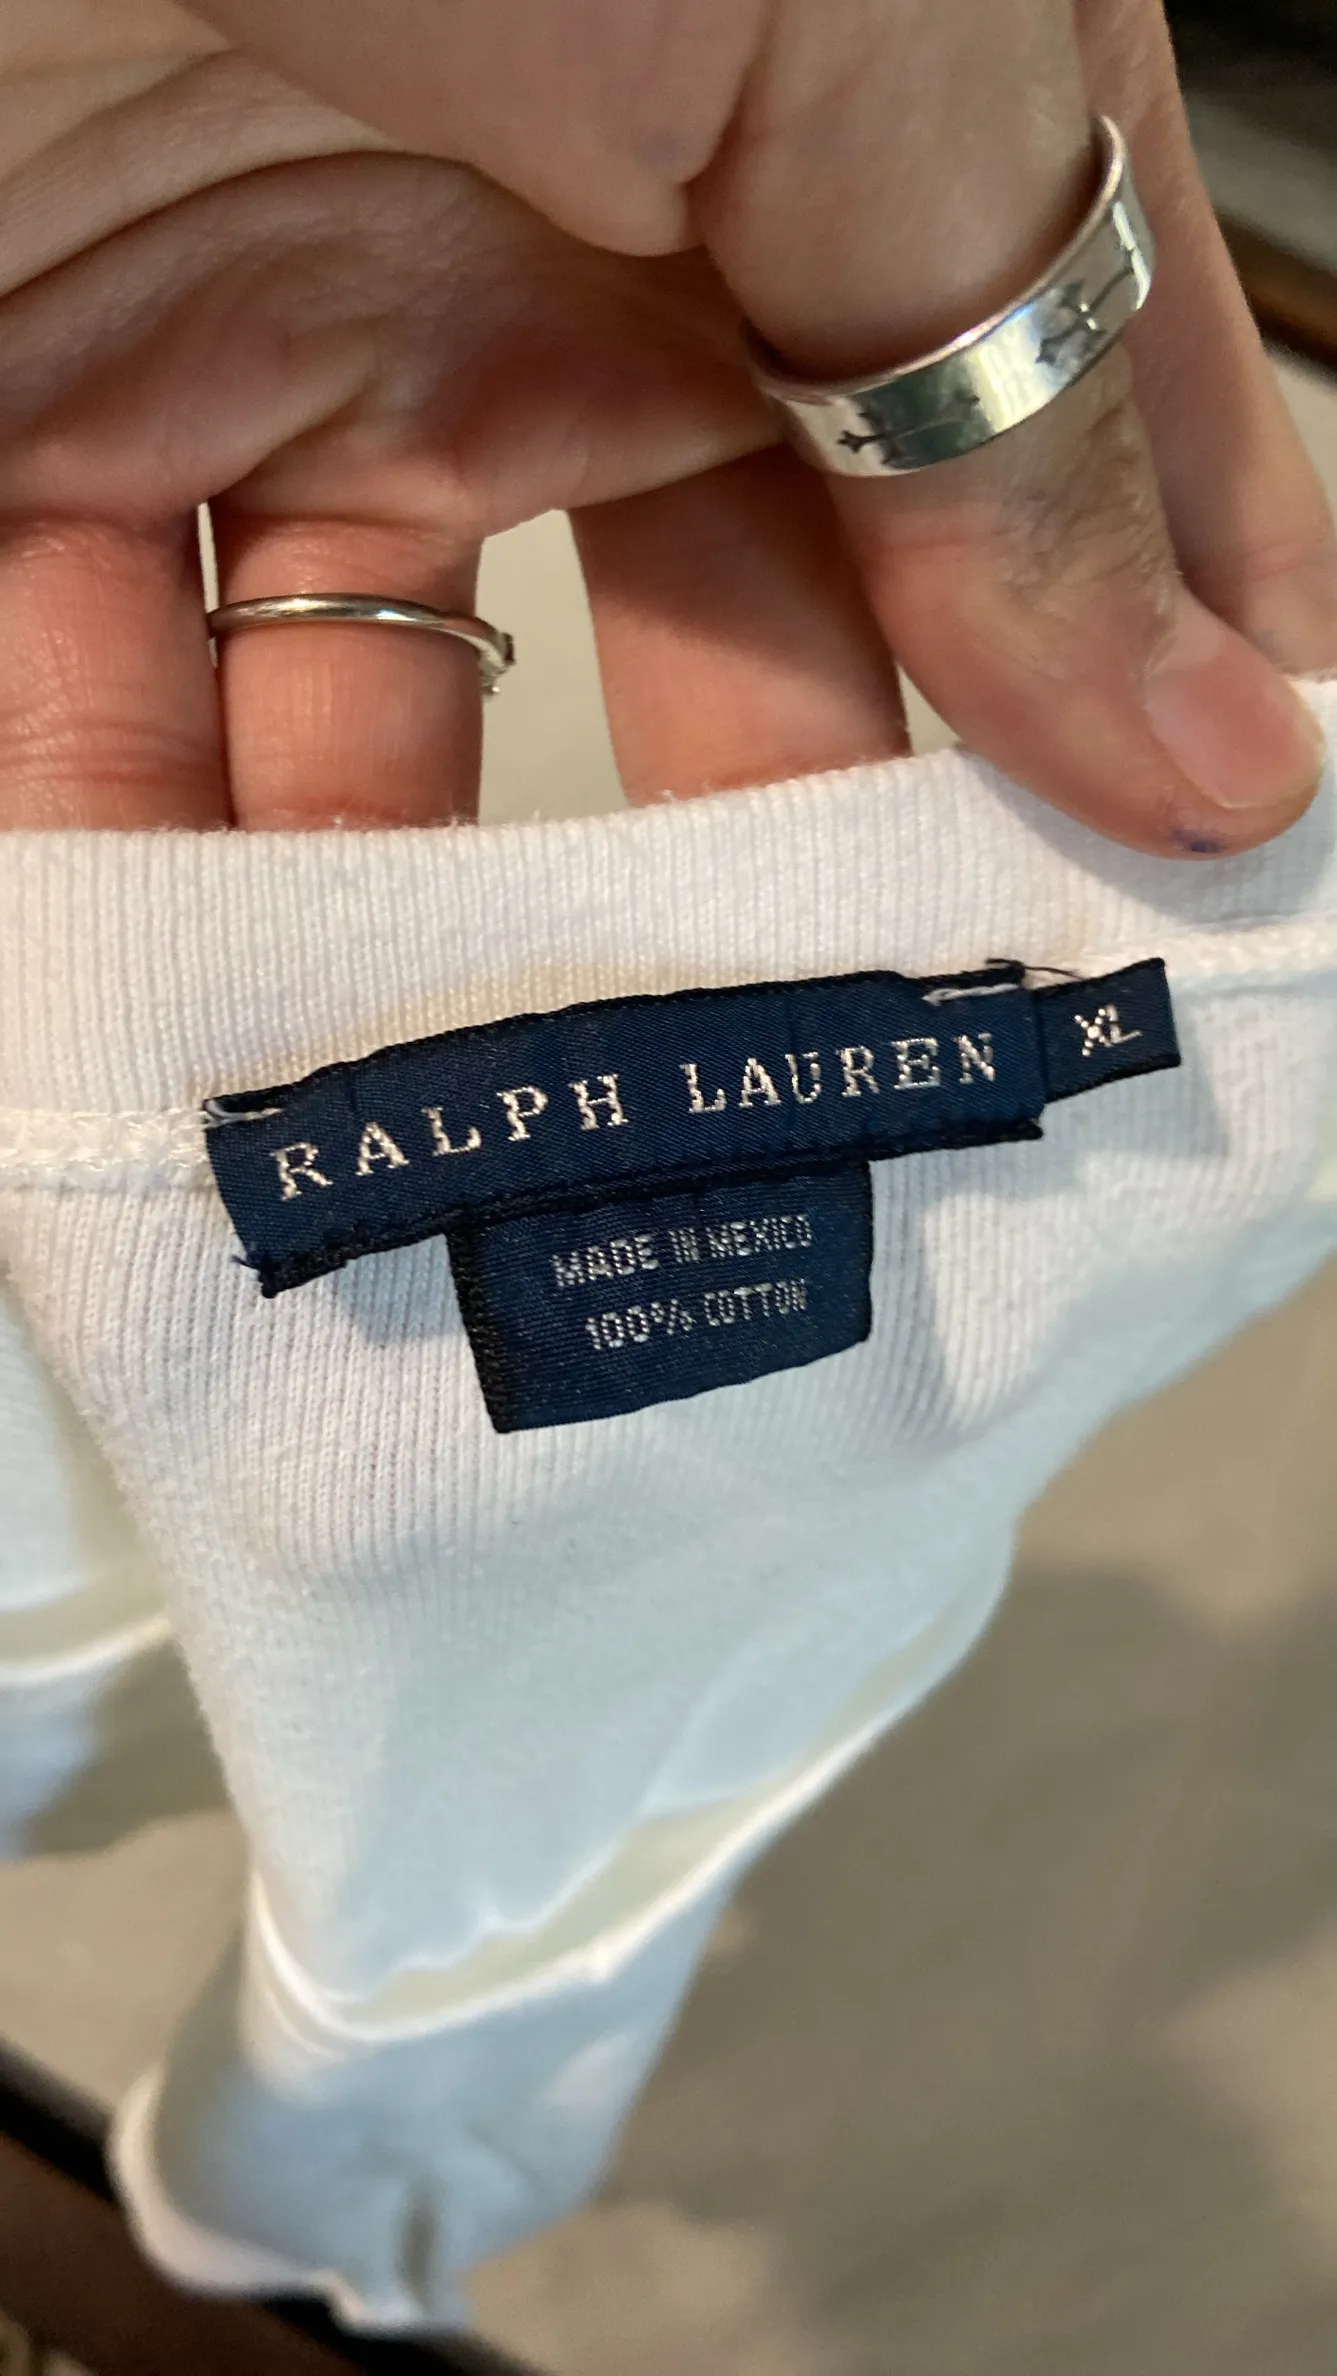 RALPH LAUREN
XL
MADE IN MEXICO
100% COTTON